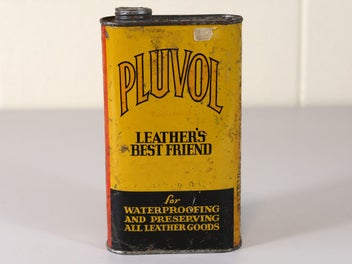 PLUVOL
LEATHER'S
BEST FRIEND
for
WATERPROOFING
AND PRESERVING
ALL LEATHER GOODS